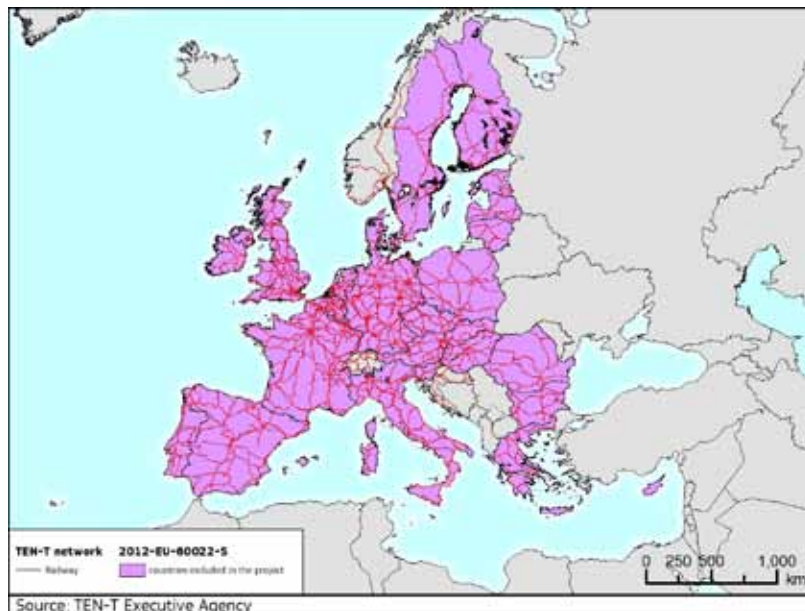 TEN-T network 2012-EU-60022-S
Railway countries included in the project
0 250 500 1,000
km
Source: TEN-T Executive Agency